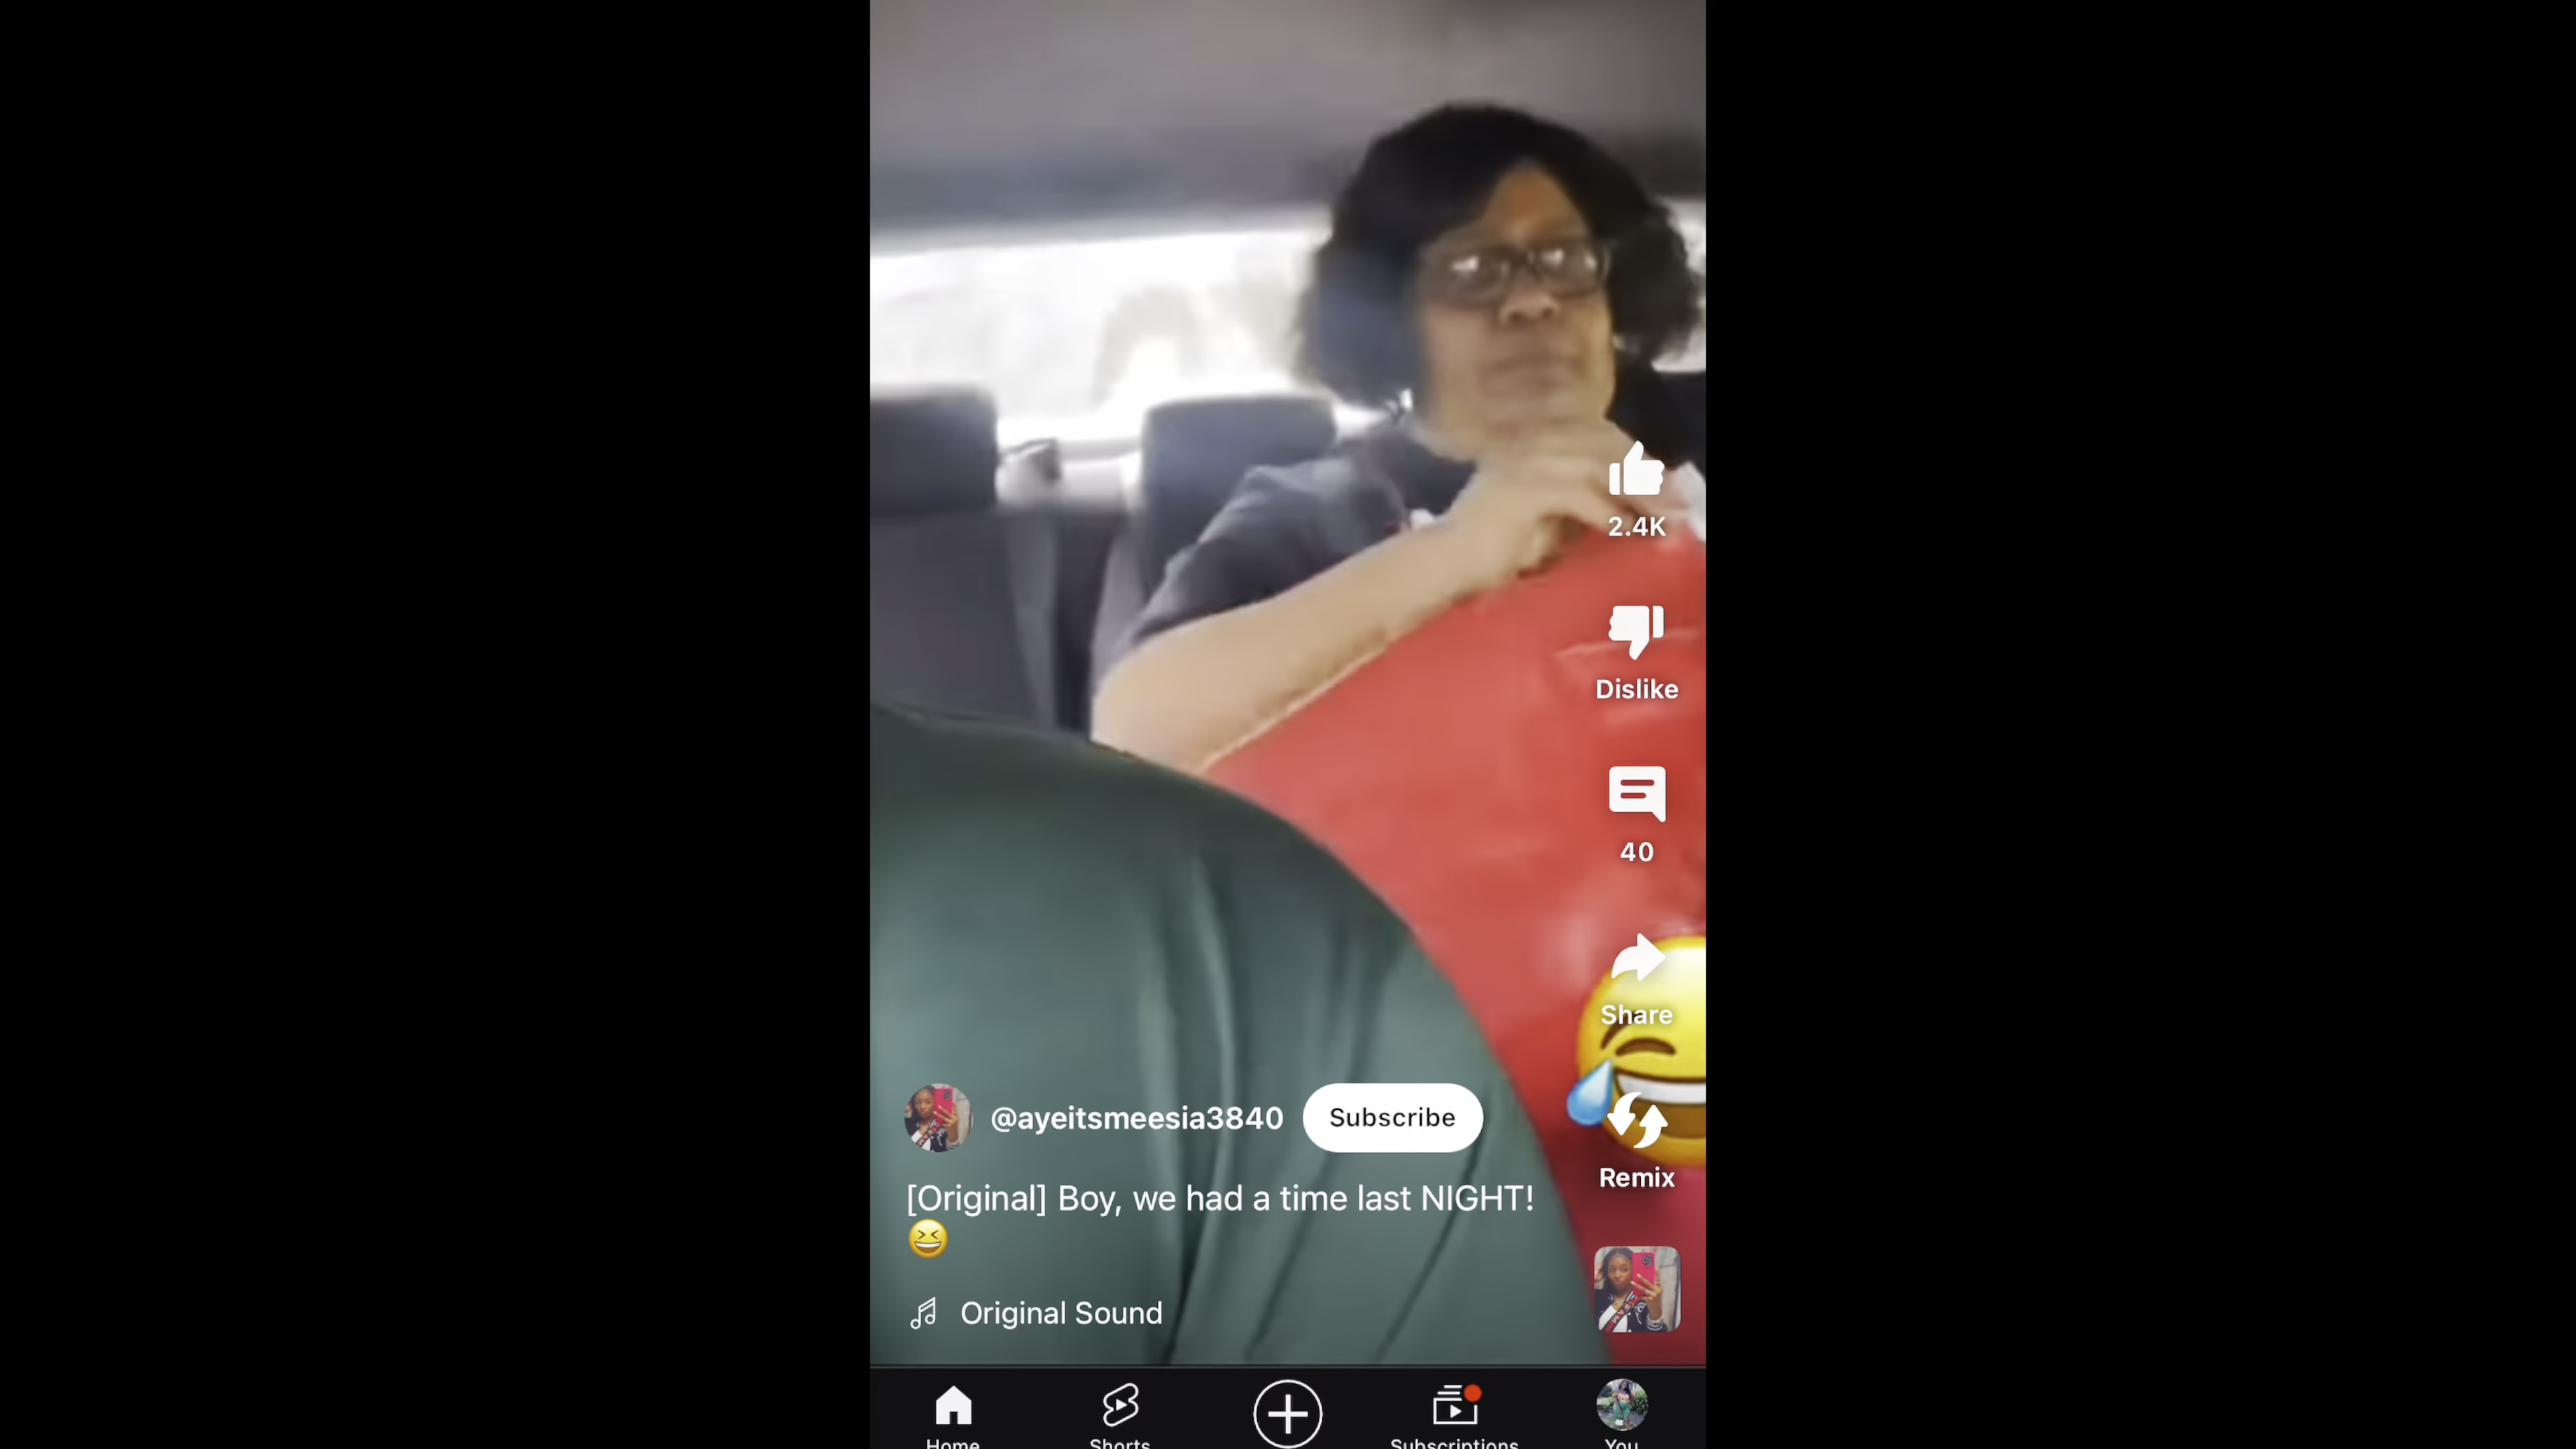 2.4K
Dislike
40
Share
@ayeitsmeesia3840 Subscribe
[Original] Boy, we had a time last NIGHT!
😆
Remix
Original Sound
Home Shorts Subscriptions You